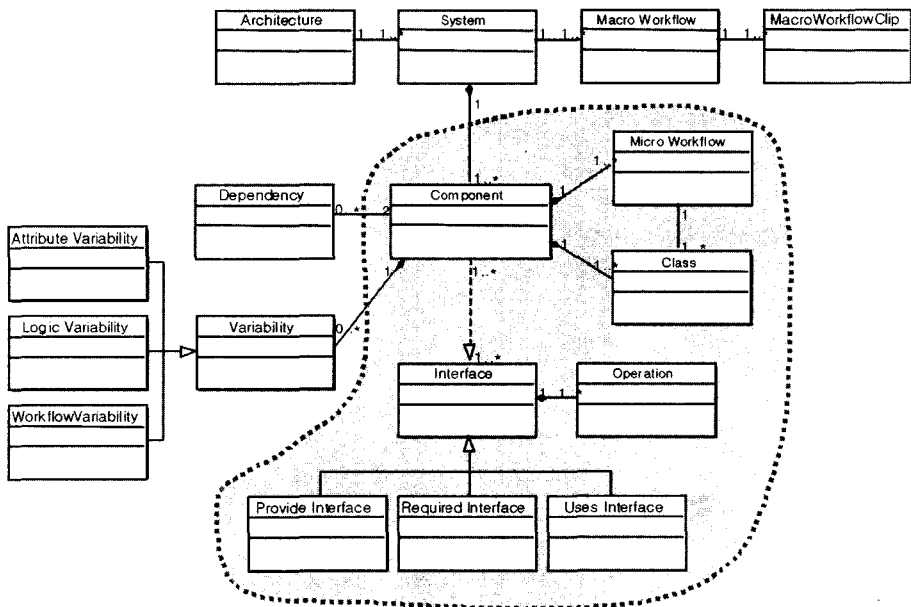 Architecture
System
Macro Workflow
MacroWorkflowClip
1 1..*
1 1..*
1 1..*
1
Micro Workflow
1..*
1..*
1
Dependency
Component
0..* 2
1
1..*
Attribute Variability
1
1
1..*
Class
1..*
Logic Variability
Variability
0..*
1..*
Interface
Operation
WorkflowVariability
1 1..*
Provide Interface
Required Interface
Uses Interface